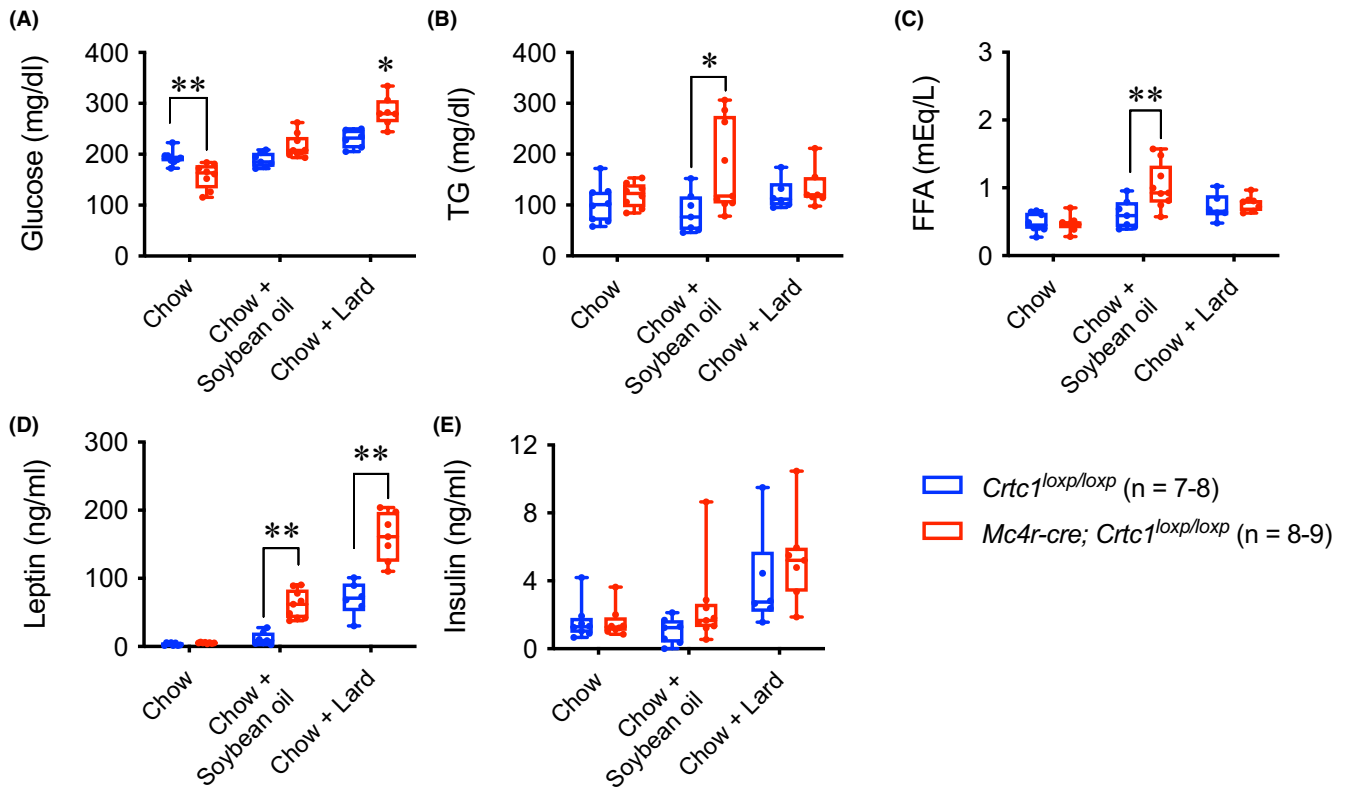 (A)
Glucose (mg/dl)
400
300
200
100
0
**
*
Chow
Chow +
Soybean oil
Chow + Lard
(B)
TG (mg/dl)
400
300
200
100
0
*
Chow
Chow +
Soybean oil
Chow + Lard
(C)
FFA (mEq/L)
3
2
1
0
**
Chow
Chow +
Soybean oil
Chow + Lard
(D)
Leptin (ng/ml)
300
200
100
0
**
**
Chow
Chow +
Soybean oil
Chow + Lard
(E)
Insulin (ng/ml)
12
8
4
0
Chow
Chow +
Soybean oil
Chow + Lard
Crtc1loxp/loxp (n = 7-8)
Mc4r-cre; Crtc1loxp/loxp (n = 8-9)